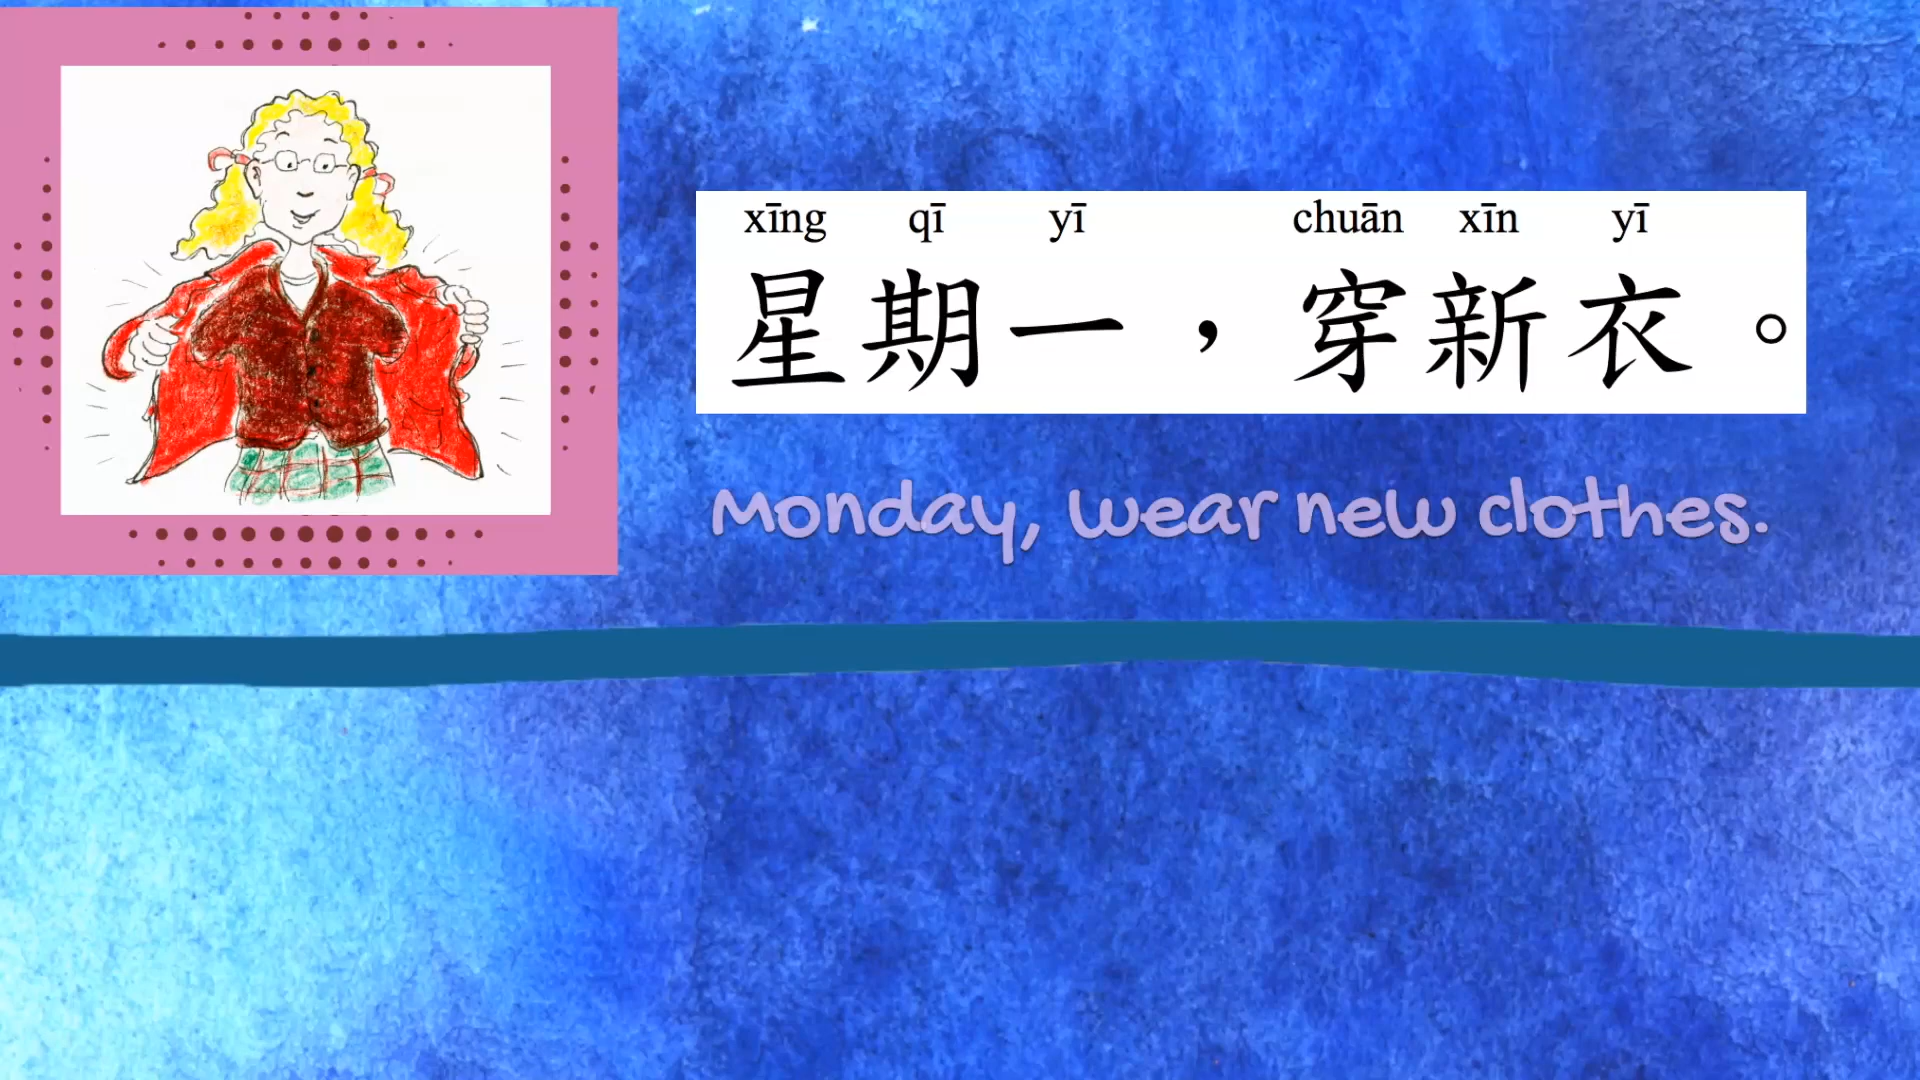 xīng qī yī chuān xīn yī
星期一，穿新衣。
Monday, wear new clothes.